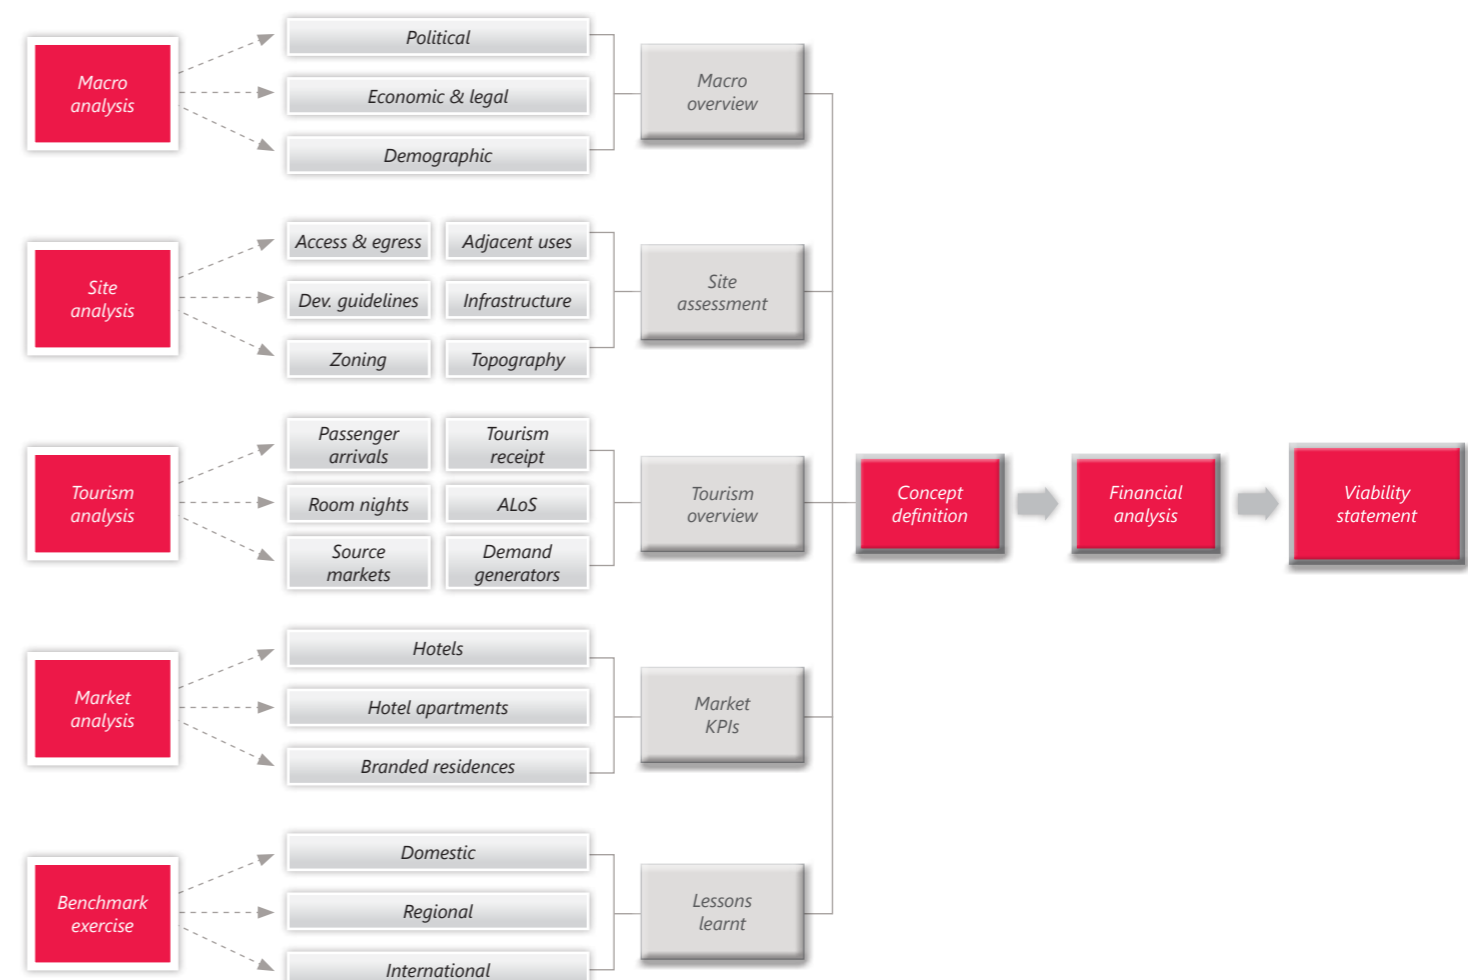 Macro
analysis
Political
Economic & legal
Demographic
Macro
overview
Site
analysis
Access & egress
Adjacent uses
Dev. guidelines
Infrastructure
Zoning
Topography
Site
assessment
Tourism
analysis
Passenger
arrivals
Tourism
receipt
Room nights
ALoS
Source
markets
Demand
generators
Tourism
overview
Market
analysis
Hotels
Hotel apartments
Branded residences
Market
KPIs
Benchmark
exercise
Domestic
Regional
International
Lessons
learnt
Concept
definition
Financial
analysis
Viability
statement